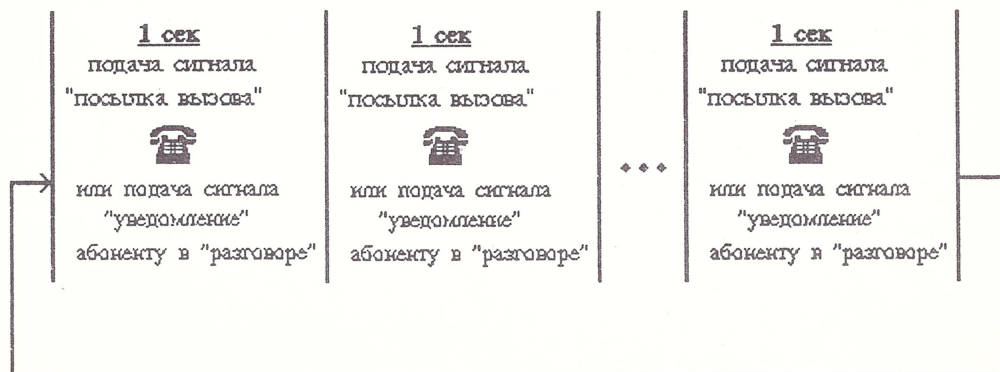 1 сек
подача сигнала
"посылка вызова"
или подача сигнала
"уведомление"
абоненту в "разговоре"
1 сек
подача сигнала
"посылка вызова"
или подача сигнала
"уведомление"
абоненту в "разговоре"
...
1 сек
подача сигнала
"посылка вызова"
или подача сигнала
"уведомление"
абоненту в "разговоре"